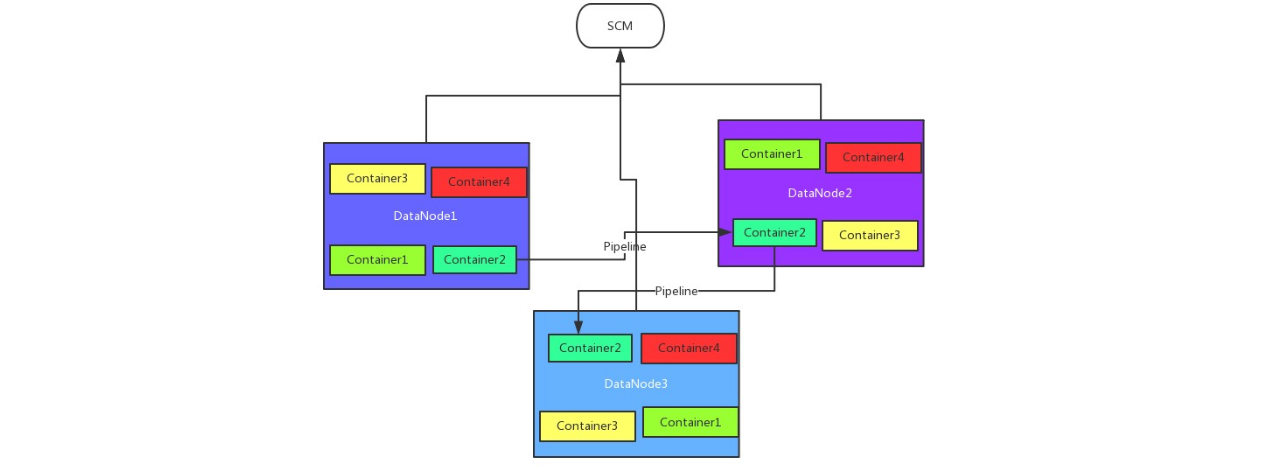 SCM
Container3
Container4
DataNode1
Container1
Container2
Pipeline
Container1
Container4
DataNode2
Container2
Container3
Pipeline
Container2
Container4
DataNode3
Container3
Container1